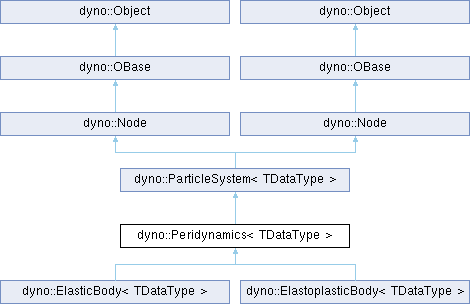 dyno::Object dyno::Object
dyno::OBase dyno::OBase
dyno::Node dyno::Node
dyno::ParticleSystem< TDataType >
dyno::Peridynamics< TDataType >
dyno::ElasticBody< TDataType > dyno::ElastoplasticBody< TDataType >